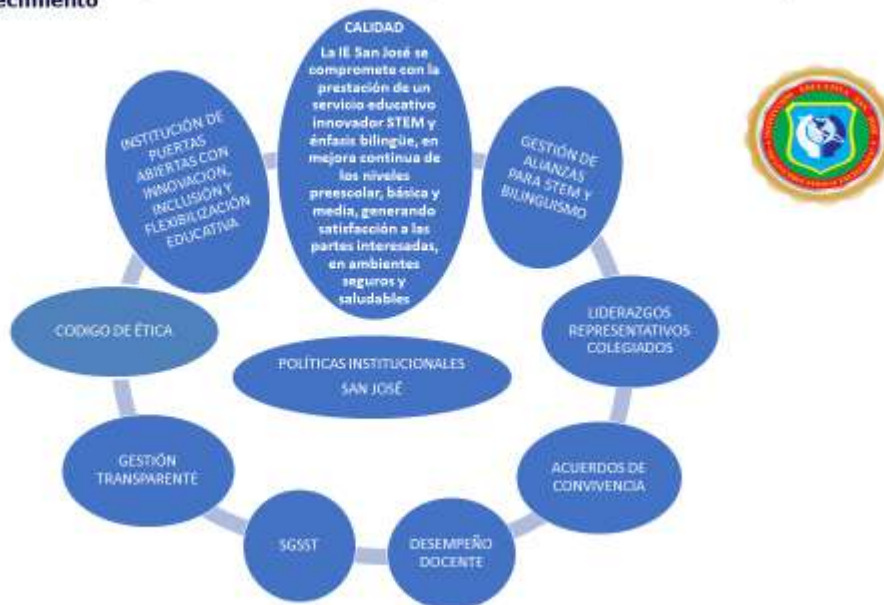 CALIDAD
La IE San José se
compromete con la
prestación de un
servicio educativo
innovador STEM y
énfasis bilingüe, en
mejora continua de
los niveles
preescolar, básica y
media, generando
satisfacción a las
partes interesadas,
en ambientes
seguros y
saludables
GESTIÓN DE
ALIANZAS
PARA STEM Y
BILINGUISMO
LIDERAZGOS
REPRESENTATIVOS
COLEGIADOS
ACUERDOS DE
CONVIVENCIA
DESEMPEÑO
DOCENTE
SGSST
GESTIÓN
TRANSPARENTE
CODIGO DE ÉTICA
INSTITUCIÓN DE
PUERTAS
ABIERTAS CON
INNOVACION,
INCLUSIÓN Y
FLEXIBILIZACIÓN
EDUCATIVA
POLÍTICAS INSTITUCIONALES
SAN JOSÉ